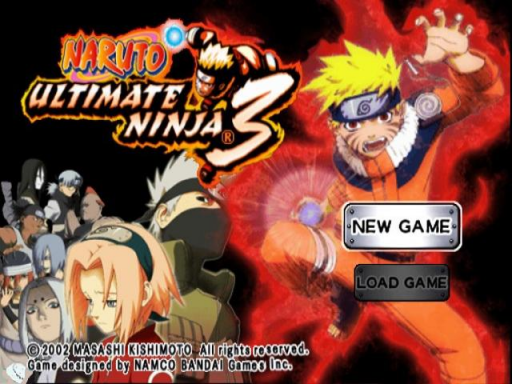 NARUTO
ULTIMATE
NINJA® 3
NEW GAME
LOAD GAME
© 2002 MASASHI KISHIMOTO All rights reserved.
Game designed by NAMCO BANDAI Games Inc.